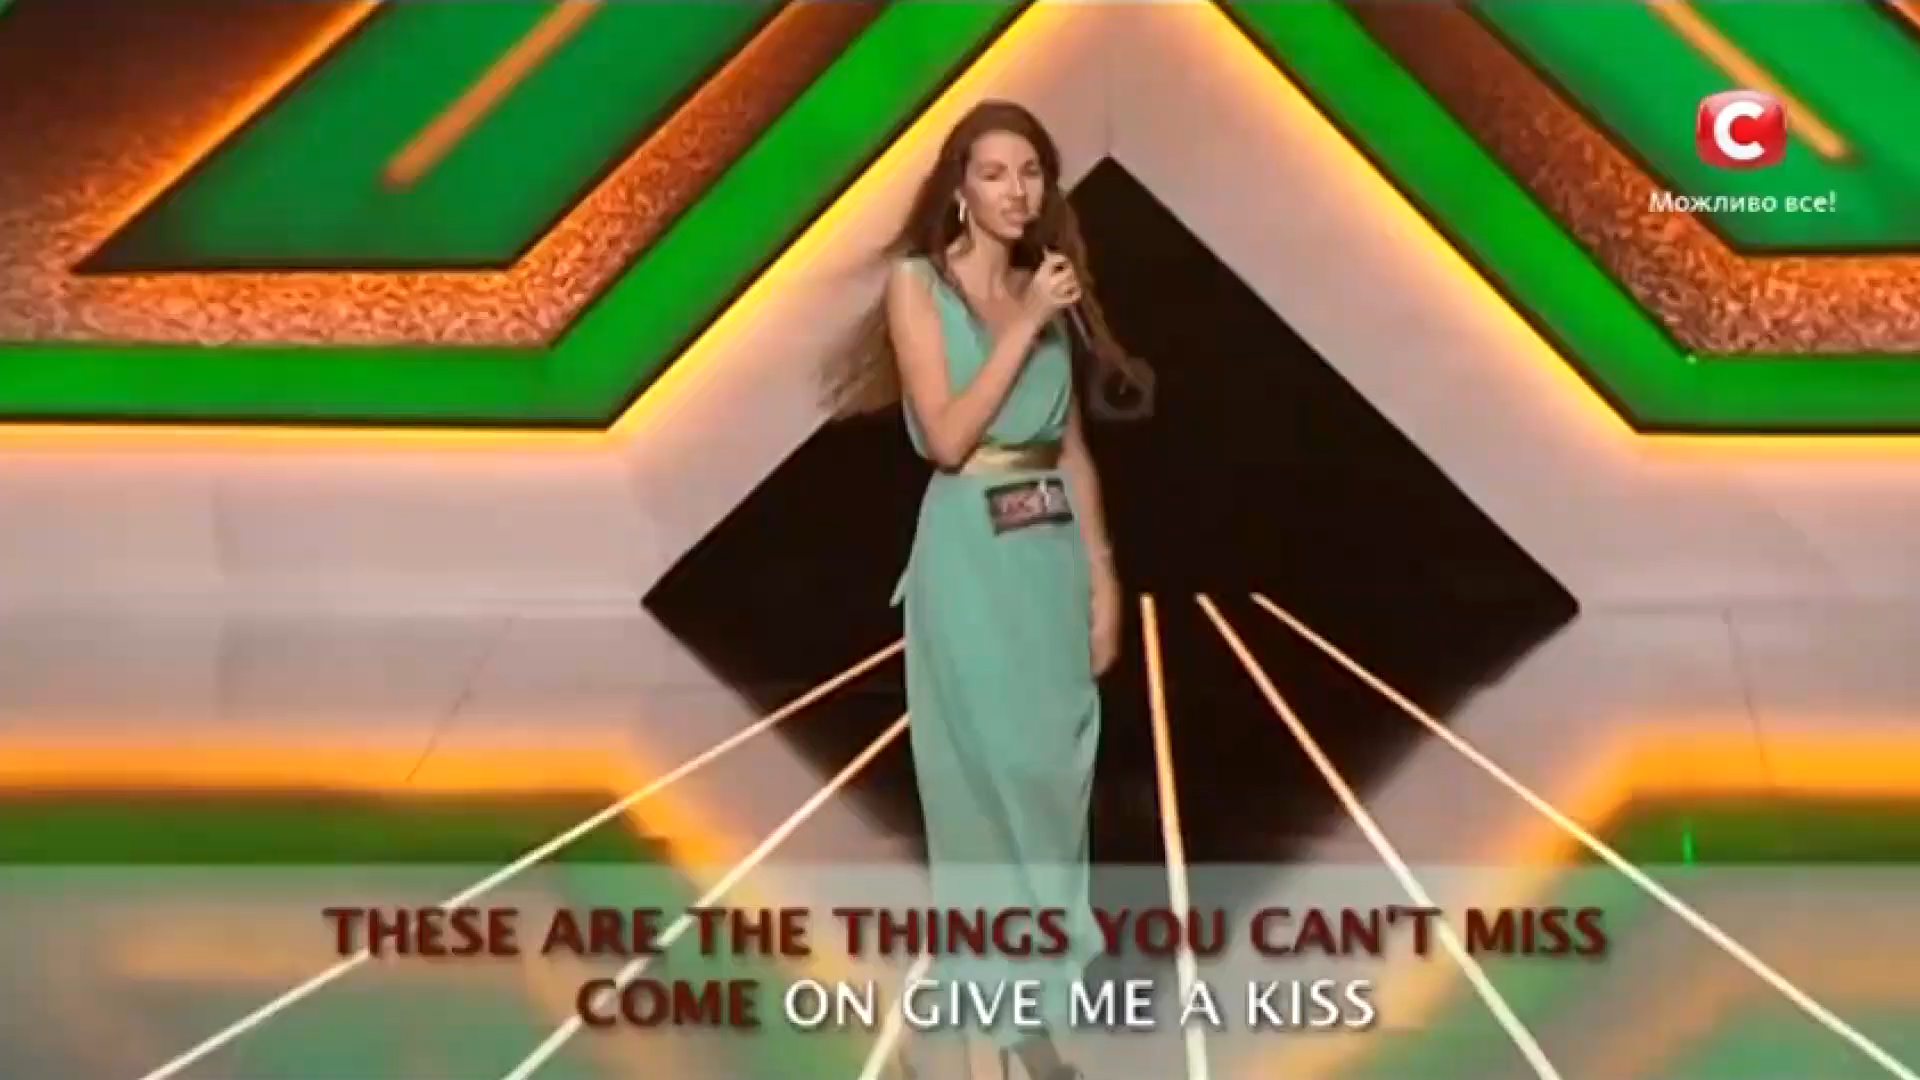 C
Можливо все!
THESE ARE THE THINGS YOU CAN'T MISS
COME ON GIVE ME A KISS